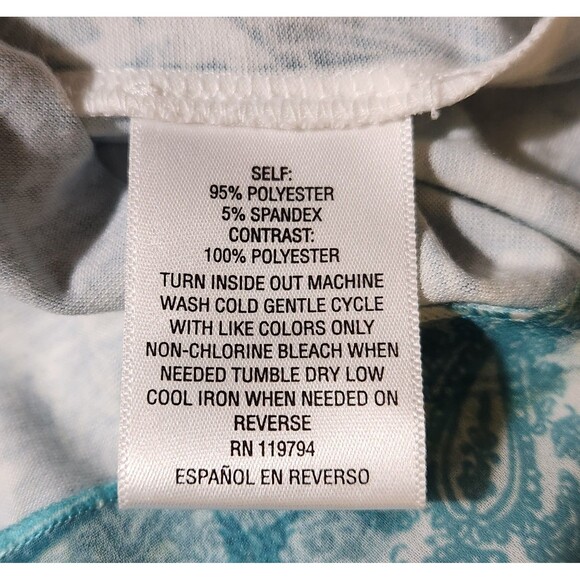 SELF:
95% POLYESTER
5% SPANDEX
CONTRAST:
100% POLYESTER
TURN INSIDE OUT MACHINE
WASH COLD GENTLE CYCLE
WITH LIKE COLORS ONLY
NON-CHLORINE BLEACH WHEN
NEEDED TUMBLE DRY LOW
COOL IRON WHEN NEEDED ON
REVERSE
RN 119794
ESPAÑOL EN REVERSO